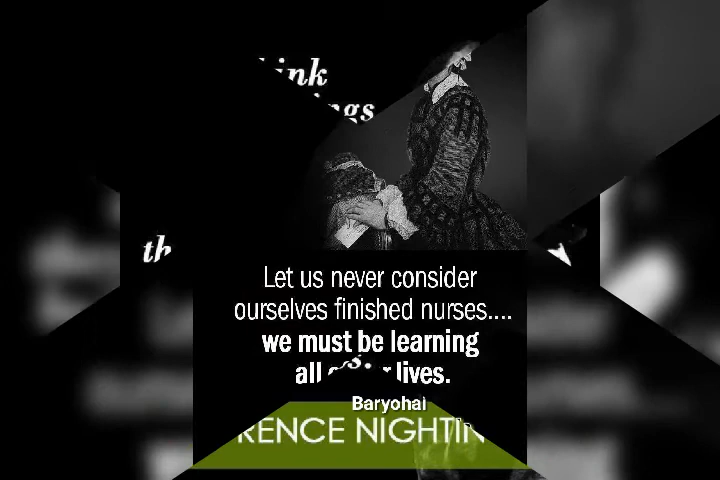 ink
ngs
th
Let us never consider
ourselves finished nurses....
we must be learning
all lives.
Baryohai
RENCE NIGHTIN